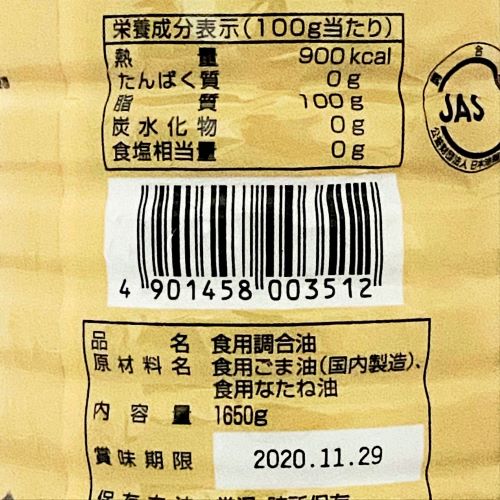 栄養成分表示(100g当たり)
熱 量 900kcal
たんぱく質 0g
脂 質 100g
炭水化物 0g
食塩相当量 0g
合
JAS
4 901458 003512
品 名 食用調合油
原材料名 食用ごま油(国内製造)、
食用なたね油
内容量 1650g
賞味期限 2020.11.29